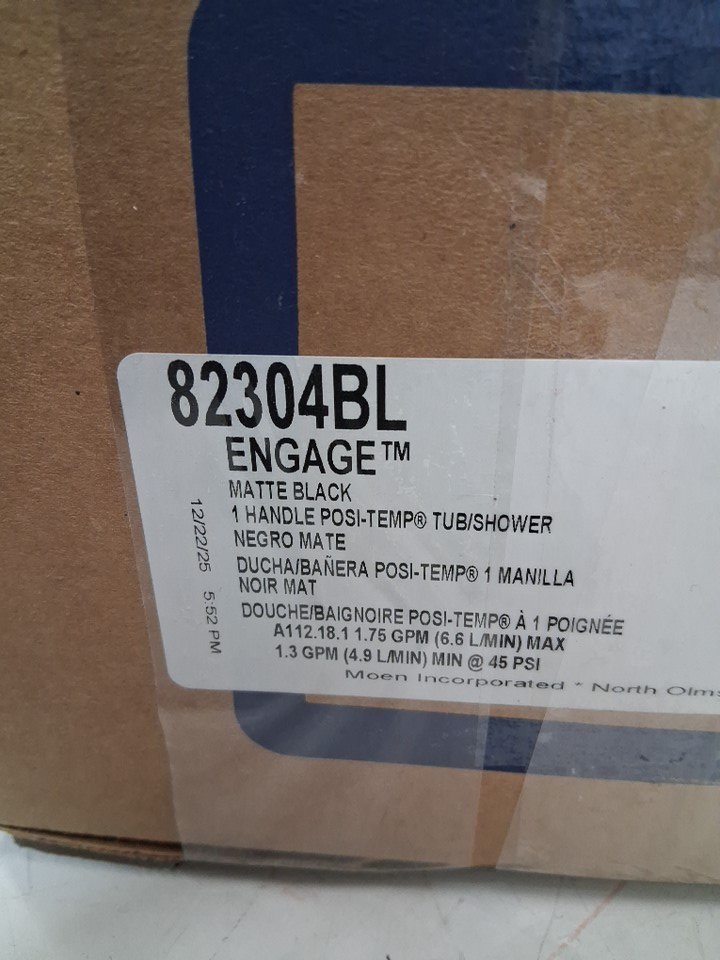 82304BL
ENGAGE™
MATTE BLACK
1 HANDLE POSI-TEMP® TUB/SHOWER
NEGRO MATE
DUCHA/BAÑERA POSI-TEMP® 1 MANILLA
NOIR MAT
DOUCHE/BAIGNOIRE POSI-TEMP® À 1 POIGNÉE
A112.18.1 1.75 GPM (6.6 L/MIN) MAX
1.3 GPM (4.9 L/MIN) MIN @ 45 PSI
Moen Incorporated * North Olms
12/22/25 5:52 PM